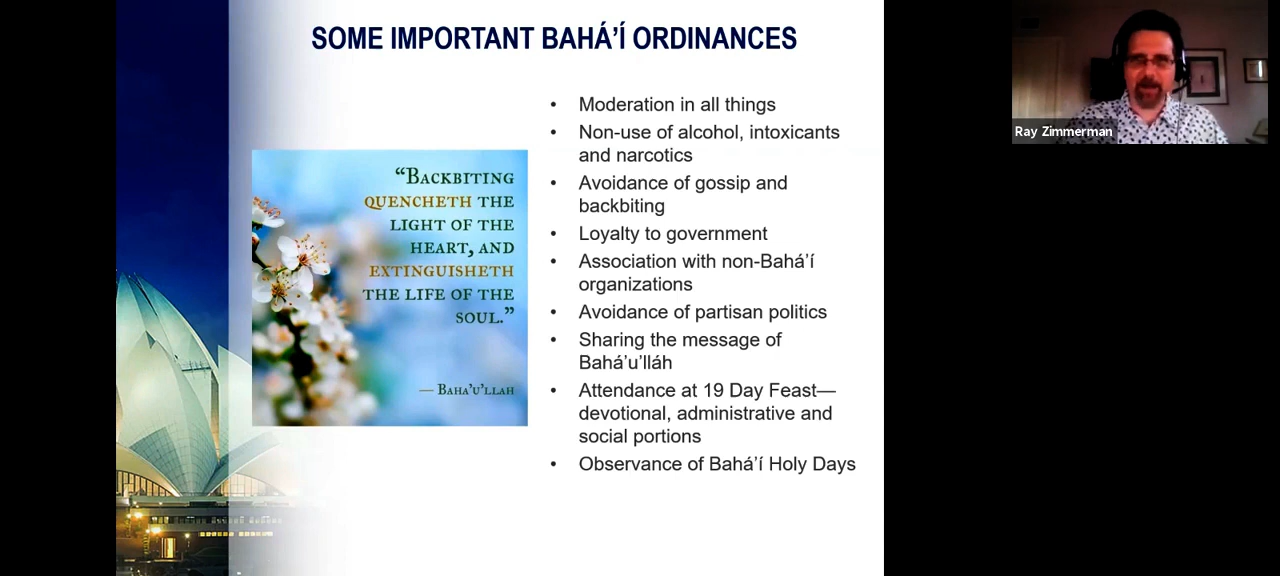 SOME IMPORTANT BAHÁ’Í ORDINANCES
“BACKBITING
QUENCHETH THE
LIGHT OF THE
HEART, AND
EXTINGUISHETH
THE LIFE OF THE
SOUL.”
— BAHA’U’LLAH
• Moderation in all things
• Non-use of alcohol, intoxicants
and narcotics
• Avoidance of gossip and
backbiting
• Loyalty to government
• Association with non-Bahá’í
organizations
• Avoidance of partisan politics
• Sharing the message of
Bahá’u’lláh
• Attendance at 19 Day Feast—
devotional, administrative and
social portions
• Observance of Bahá’í Holy Days
Ray Zimmerman